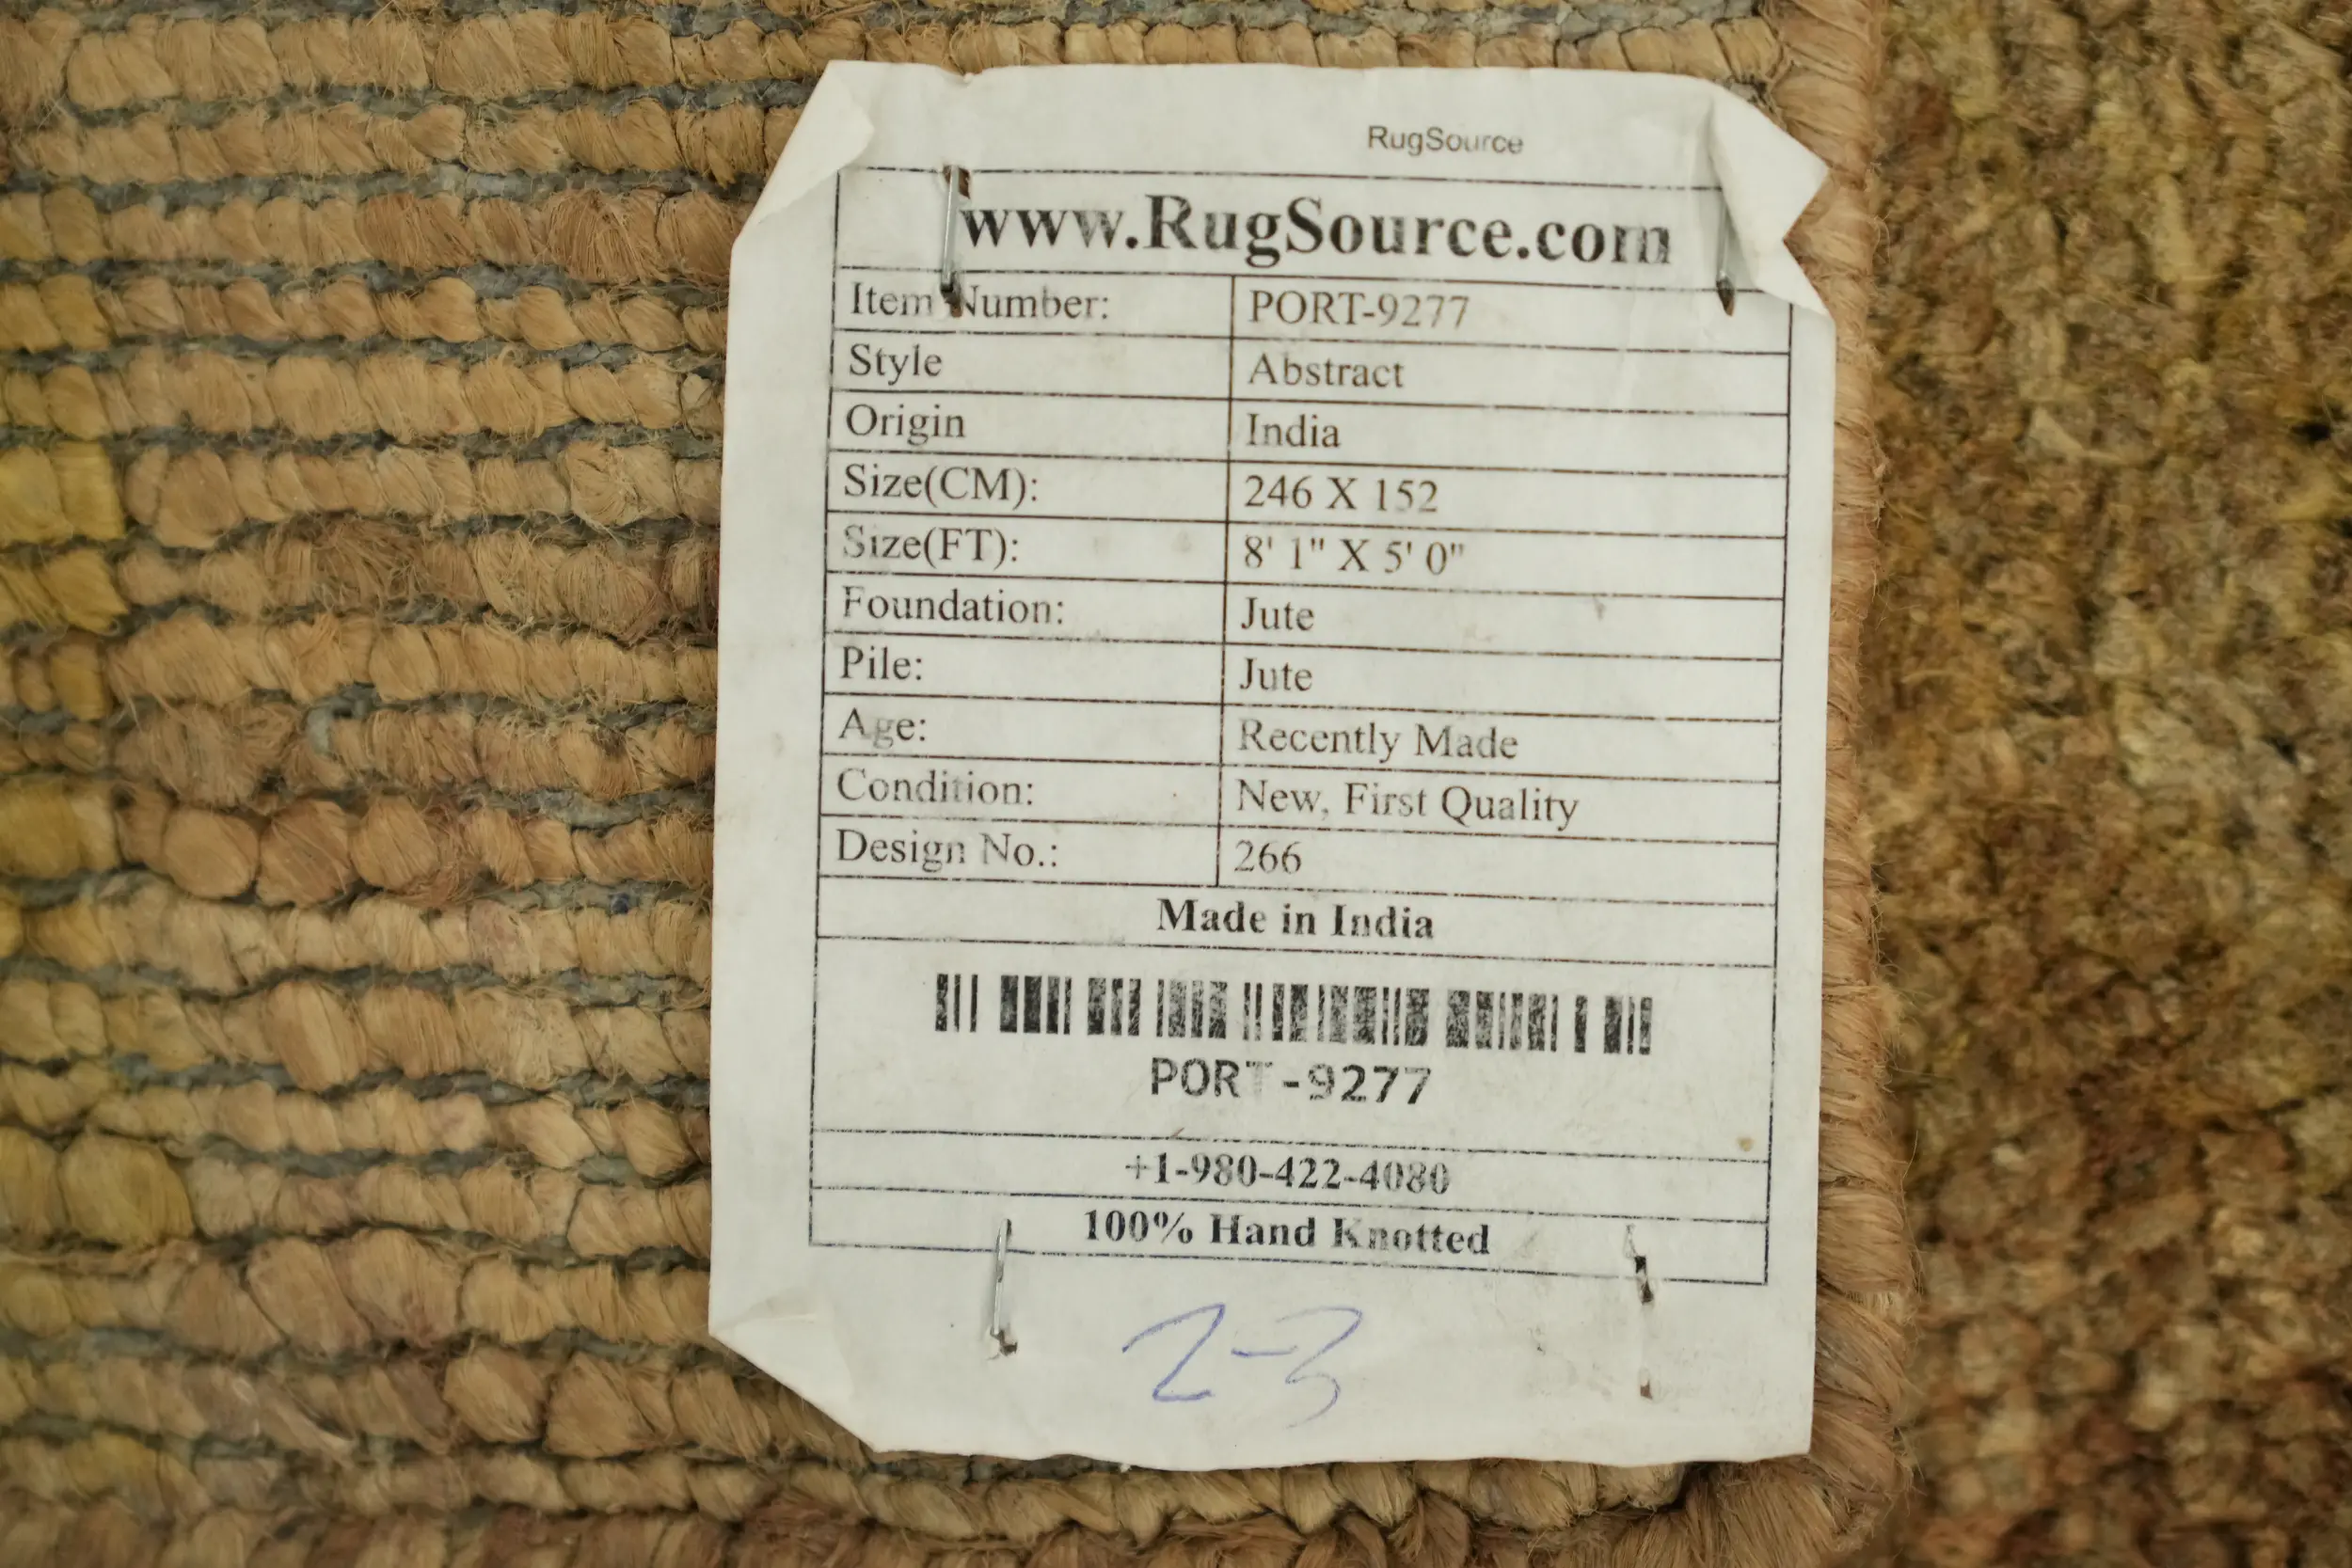 RugSource
www.RugSource.com
Item Number: PORT-9277
Style Abstract
Origin India
Size(CM): 246 X 152
Size(FT): 8' 1" X 5' 0"
Foundation: Jute
Pile: Jute
Age: Recently Made
Condition: New, First Quality
Design No.: 266
Made in India
PORT-9277
+1-980-422-4080
100% Hand Knotted
2-3